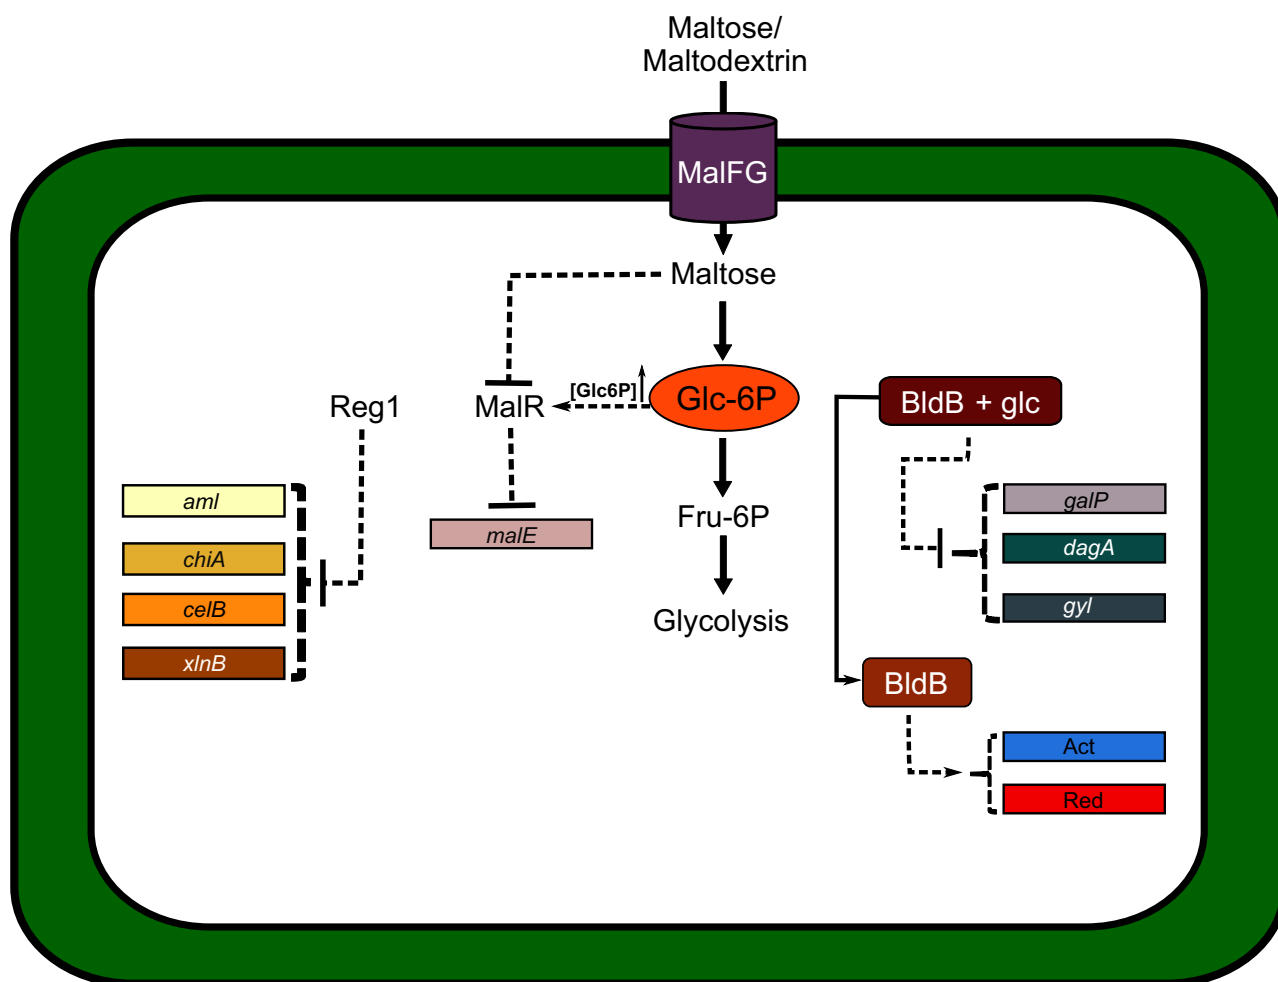 Maltose/
Maltodextrin
MalFG
Maltose
[Glc6P]
Glc-6P
BldB + glc
Reg1
MalR
aml
chiA
celB
xlnB
malE
Fru-6P
Glycolysis
galP
dagA
gyl
BldB
Act
Red